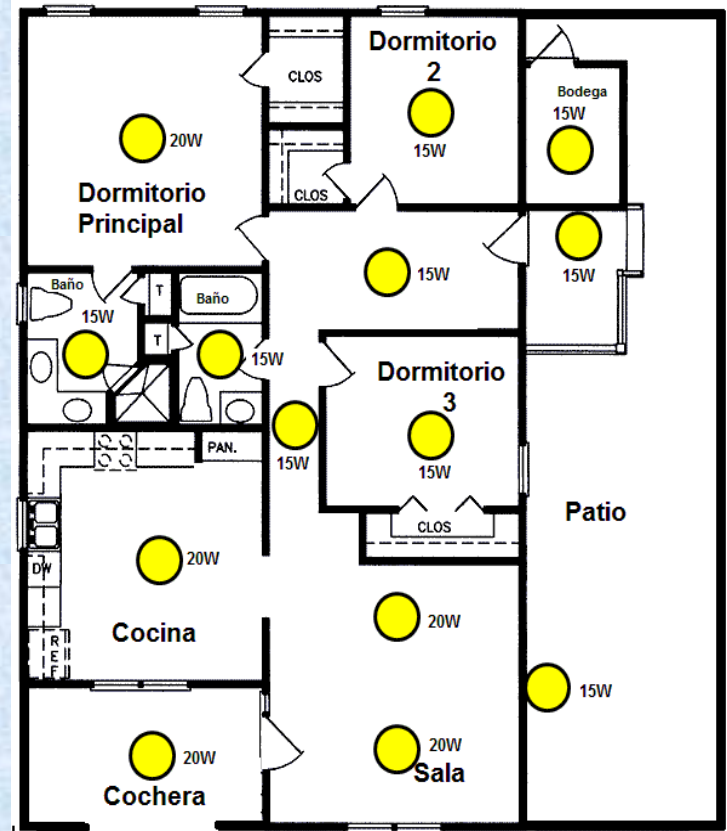 Dormitorio
2
15W
CLOS
CLOS
20W
Dormitorio
Principal
Bodega
15W
15W
15W
Baño
15W
T
T
Baño
15W
15W
Dormitorio
3
15W
CLOS
PAN.
20W
DW
REF
Cocina
Patio
20W
20W
Sala
15W
20W
Cochera